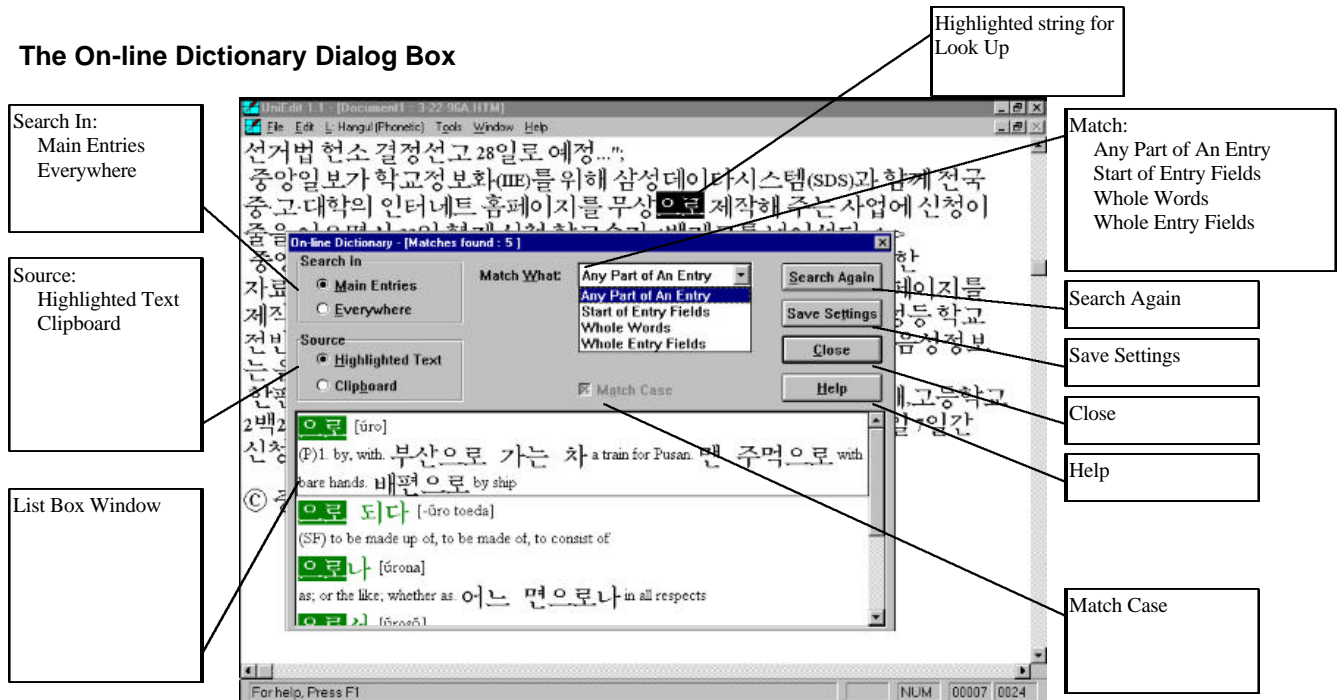 The On-line Dictionary Dialog Box
Highlighted string for
Look Up
Search In:
Main Entries
Everywhere
Source:
Highlighted Text
Clipboard
List Box Window
UniEdit 1.1 - [Document1 : 3-22-96A.HTM]
File Edit L: Hangul (Phonetic) Tools Window Help
선거법 헌소 결정선고 28일로 예정...";
중앙일보가 학교정보화(IIE)를 위해 삼성데이타시스템(SDS)과 함께 전국
중·고·대학의 인터네트 홈페이지를 무상으로 제작해 주는 사업에 신청이
On-line Dictionary - [Matches found : 5 ]
Search in
Main Entries
Everywhere
Source
Highlighted Text
Clipboard
Match What:
Any Part of An Entry
Any Part of An Entry
Start of Entry Fields
Whole Words
Whole Entry Fields
Match Case
Search Again
Save Settings
Close
Help
으로 [ŭro]
(P)1. by, with. 부산으로 가는 차 a train for Pusan. 맨 주먹으로 with
bare hands. 배편으로 by ship
으로 되다 [-ŭro toeda]
(SF) to be made up of, to be made of, to consist of
으로나 [ŭrona]
as; or the like; whether as. 어느 면으로나 in all respects
For help, Press F1
NUM 00007 0024
Match:
Any Part of An Entry
Start of Entry Fields
Whole Words
Whole Entry Fields
Search Again
Save Settings
Close
Help
Match Case